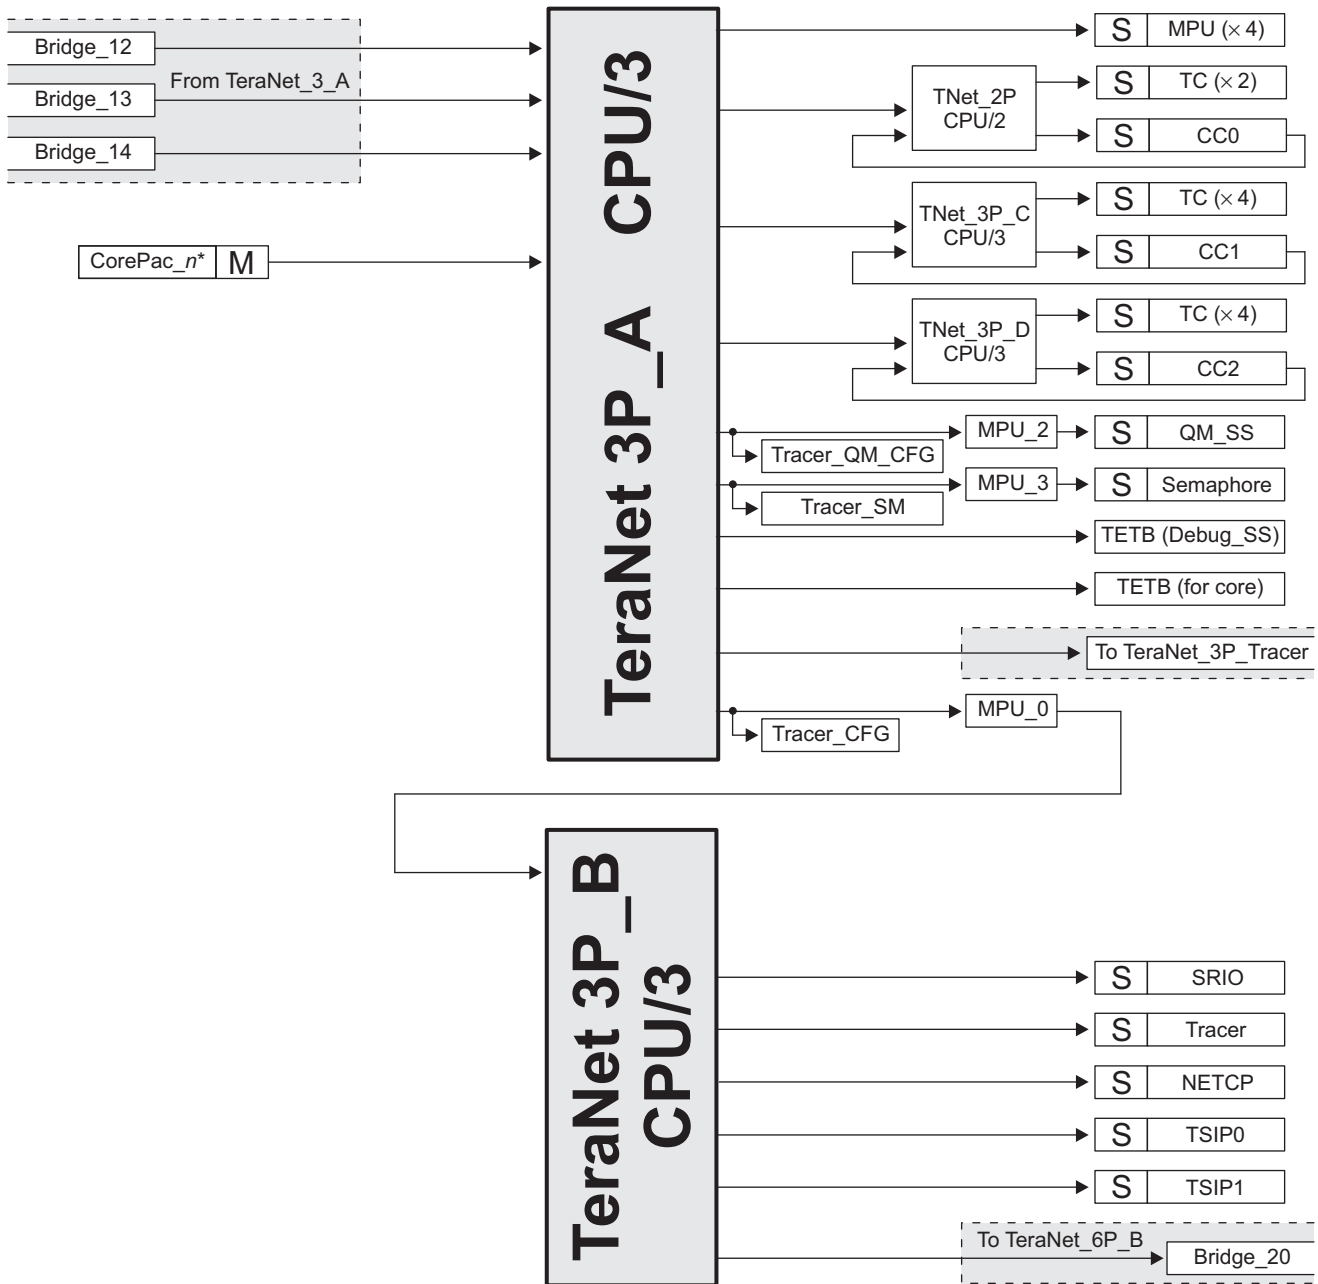 Bridge_12
From TeraNet_3_A
Bridge_13
Bridge_14
CorePac_n* M
TeraNet 3P_A CPU/3
S MPU (× 4)
TNet_2P
CPU/2
S TC (× 2)
S CC0
TNet_3P_C
CPU/3
S TC (× 4)
S CC1
TNet_3P_D
CPU/3
S TC (× 4)
S CC2
MPU_2 S QM_SS
Tracer_QM_CFG
MPU_3 S Semaphore
Tracer_SM
TETB (Debug_SS)
TETB (for core)
To TeraNet_3P_Tracer
MPU_0
Tracer_CFG
TeraNet 3P_B
CPU/3
S SRIO
S Tracer
S NETCP
S TSIP0
S TSIP1
To TeraNet_6P_B
Bridge_20